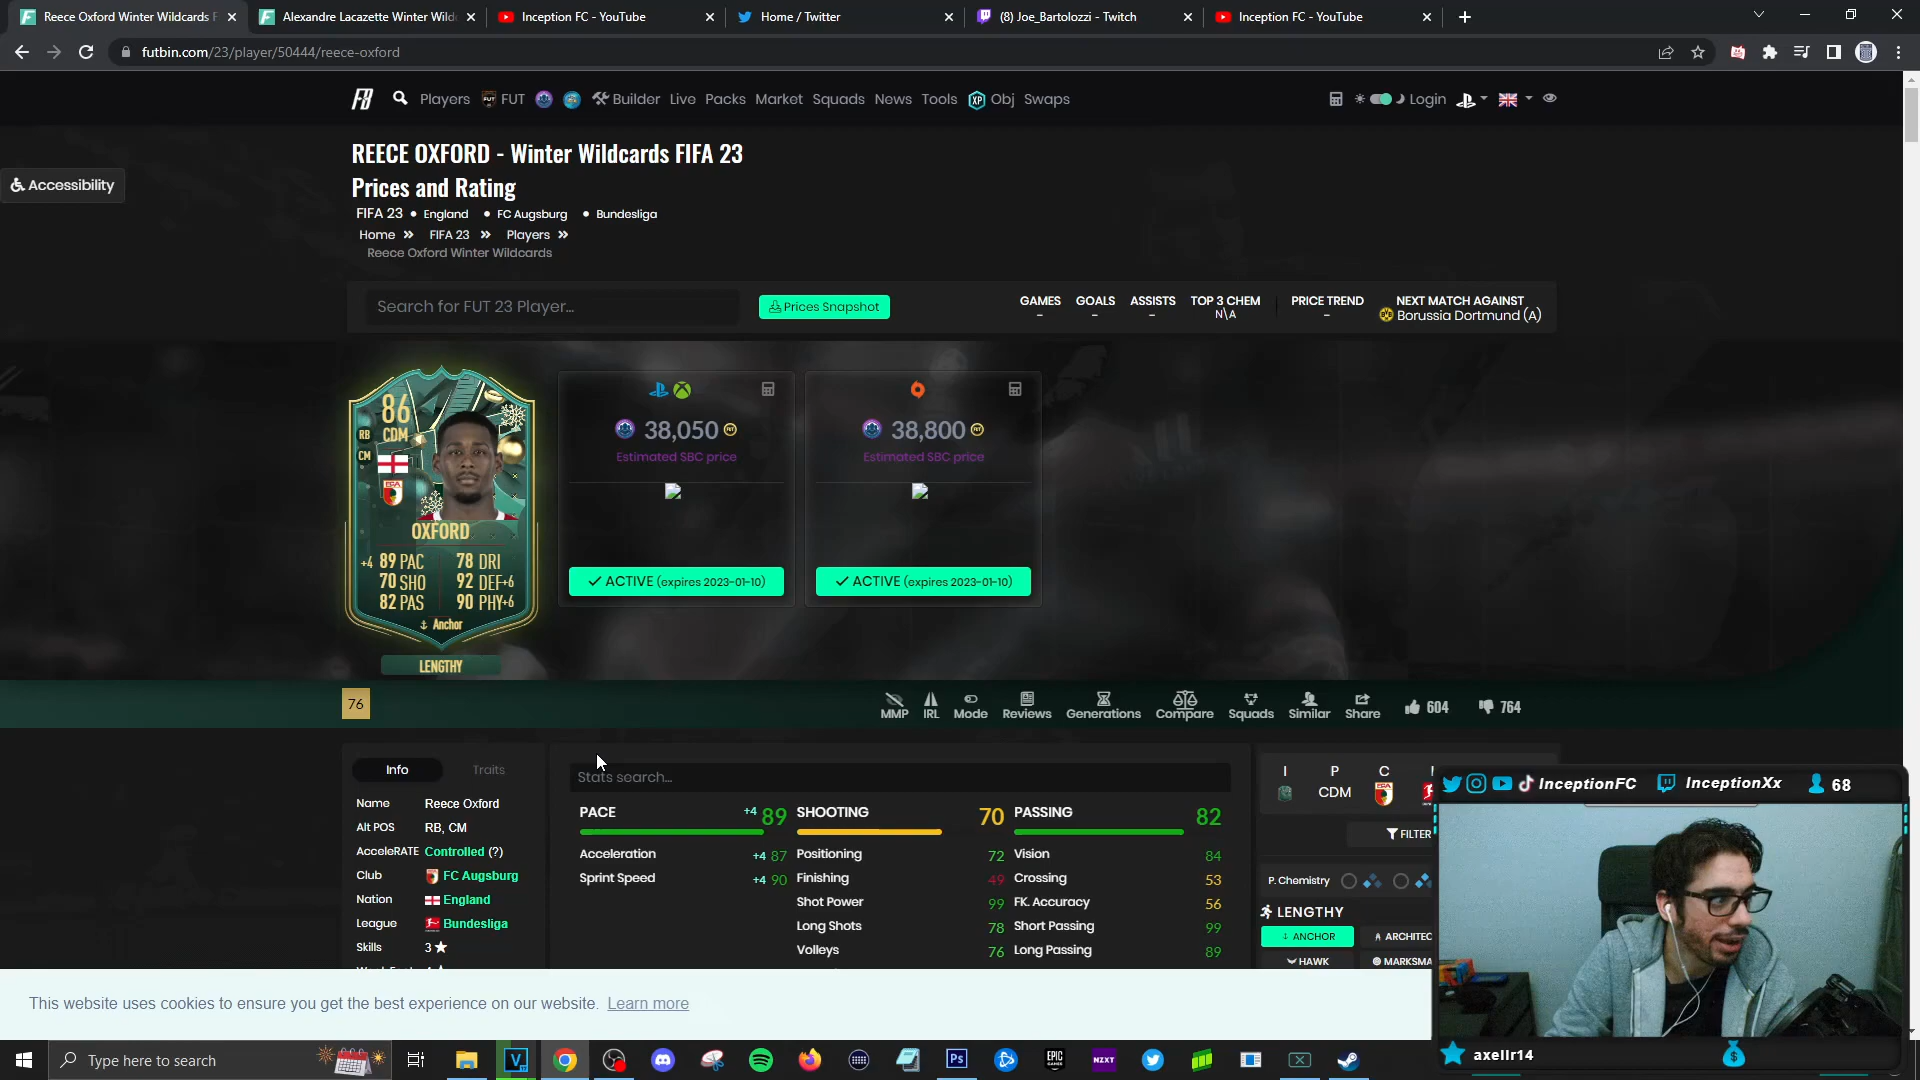 Reece Oxford Winter Wildcards F
Alexandre Lacazette Winter Wild
Inception FC - YouTube
Home / Twitter
(8) Joe_Bartolozzi - Twitch
Inception FC - YouTube
futbin.com/23/player/50444/reece-oxford
Players FUT Builder Live Packs Market Squads News Tools XP Obj Swaps
Login
REECE OXFORD - Winter Wildcards FIFA 23
Prices and Rating
Accessibility
FIFA 23 • England • FC Augsburg • Bundesliga
Home » FIFA 23 » Players »
Reece Oxford Winter Wildcards
Search for FUT 23 Player...
Prices Snapshot
GAMES -
GOALS -
ASSISTS -
TOP 3 CHEM N\A
PRICE TREND -
NEXT MATCH AGAINST
Borussia Dortmund (A)
86
CDM
RB
CM
OXFORD
+4 89 PAC 78 DRI
70 SHO 92 DEF+6
82 PAS 90 PHY+6
Anchor
LENGTHY
38,050
Estimated SBC price
ACTIVE (expires 2023-01-10)
38,800
Estimated SBC price
ACTIVE (expires 2023-01-10)
76
MMP IRL Mode Reviews Generations Compare Squads Similar Share 604 764
Info Traits
Name Reece Oxford
Alt POS RB, CM
AcceleRATE Controlled (?)
Club FC Augsburg
Nation England
League Bundesliga
Skills 3
Stats search...
PACE +4 89
Acceleration +4 87
Sprint Speed +4 90
SHOOTING 70
Positioning 72
Finishing 49
Shot Power 99
Long Shots 78
Volleys 76
PASSING 82
Vision 84
Crossing 53
FK. Accuracy 56
Short Passing 99
Long Passing 89
I P C
CDM
FILTER
P. Chemistry
LENGTHY
ANCHOR ARCHITEC
HAWK MARKSMA
InceptionFC InceptionXx 68
axellr14
This website uses cookies to ensure you get the best experience on our website. Learn more
Type here to search
V
Ps
EPIC GAMES
NZXT